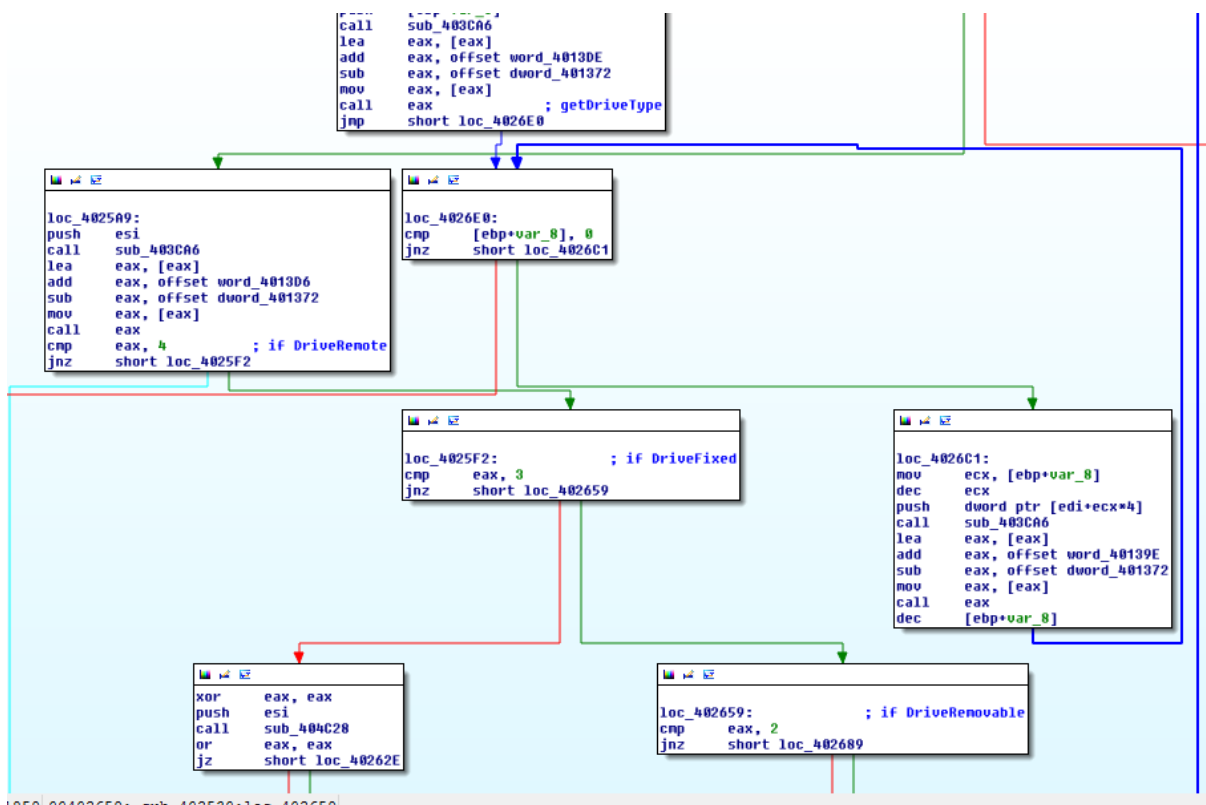 call sub_403CA6
lea eax, [eax]
add eax, offset word_4013DE
sub eax, offset dword_401372
mov eax, [eax]
call eax ; getDriveType
jmp short loc_4026E0
loc_4025A9:
push esi
call sub_403CA6
lea eax, [eax]
add eax, offset word_4013D6
sub eax, offset dword_401372
mov eax, [eax]
call eax
cmp eax, 4 ; if DriveRemote
jnz short loc_4025F2
loc_4026E0:
cmp [ebp+var_8], 0
jnz short loc_4026C1
loc_4025F2: ; if DriveFixed
cmp eax, 3
jnz short loc_402659
loc_4026C1:
mov ecx, [ebp+var_8]
dec ecx
push dword ptr [edi+ecx*4]
call sub_403CA6
lea eax, [eax]
add eax, offset word_40139E
sub eax, offset dword_401372
mov eax, [eax]
call eax
dec [ebp+var_8]
xor eax, eax
push esi
call sub_404C28
or eax, eax
jz short loc_40262E
loc_402659: ; if DriveRemovable
cmp eax, 2
jnz short loc_402689